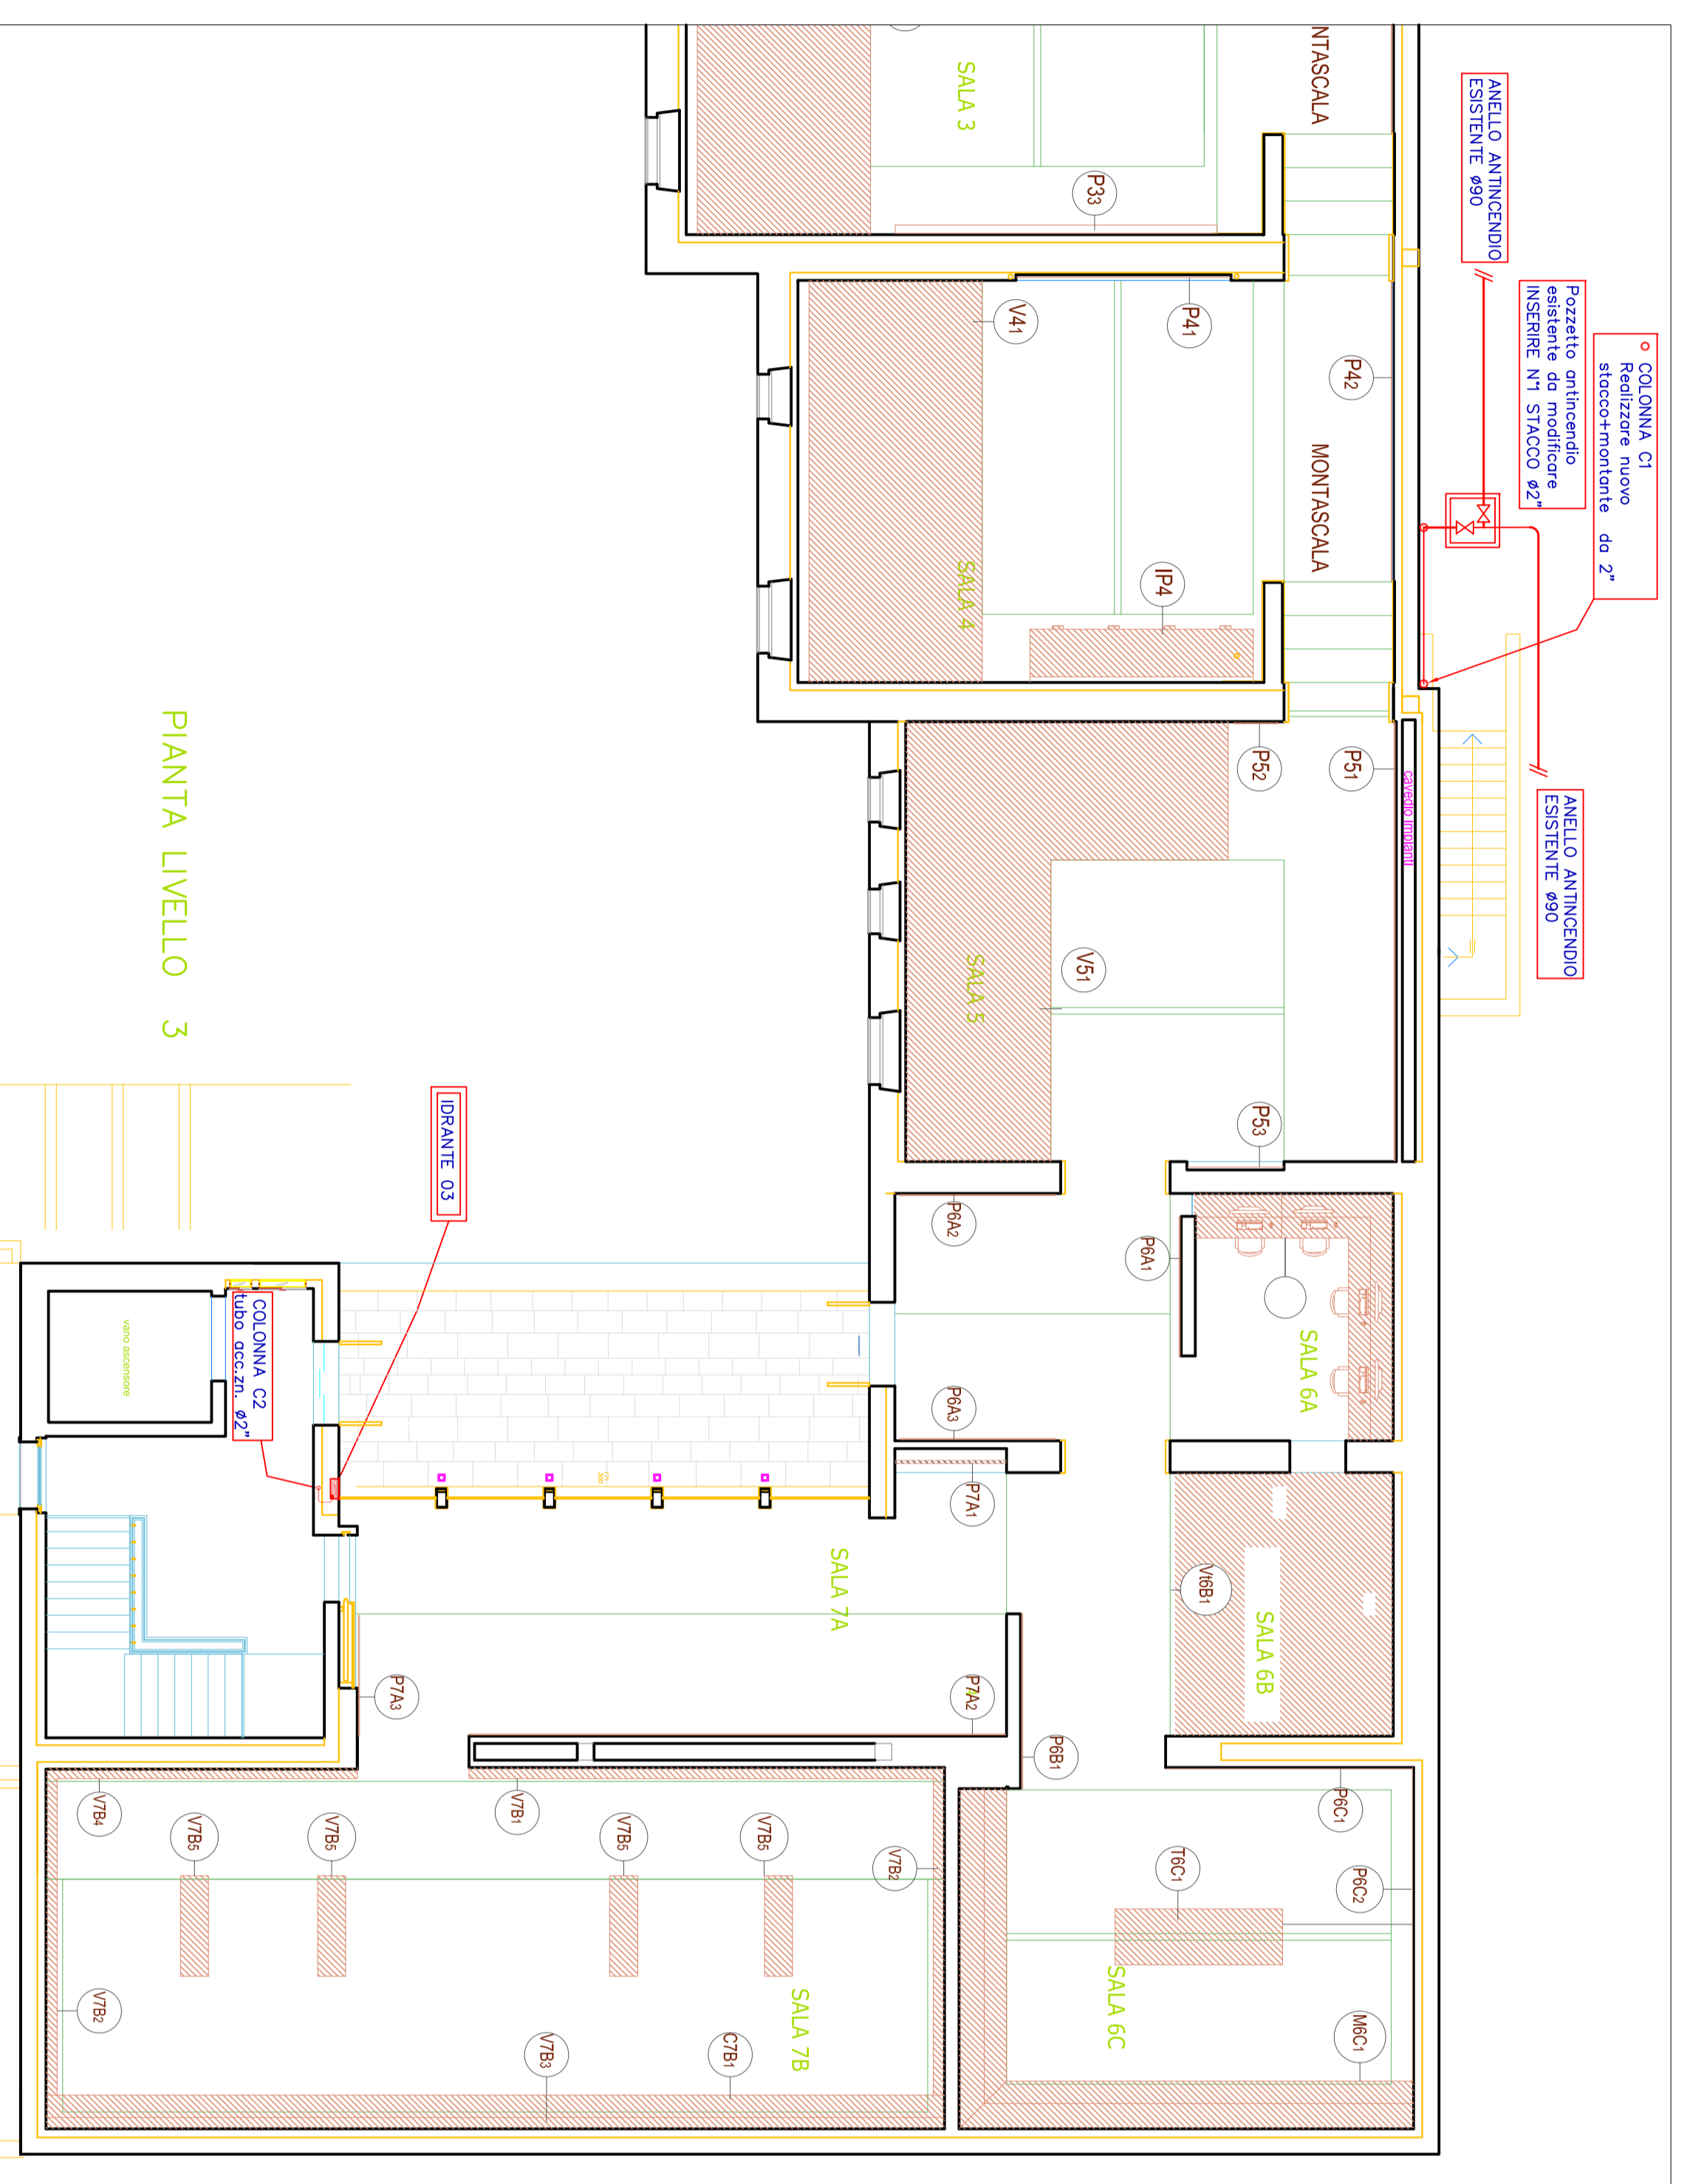 COLONNA C1
Realizzare nuovo
stacco+montante da 2"
Pozzetto antincendio
esistente da modificare
INSERIRE N°1 STACCO ø2"
ANELLO ANTINCENDIO
ESISTENTE ø90
ANELLO ANTINCENDIO
ESISTENTE ø90
NTASCALA
SALA 3
P33
P41
P42
V41
MONTASCALA
IP4
SALA 4
P52
P51
cavedio impianti
V51
SALA 5
P53
P6A2
P6A1
SALA 6A
P6A3
P7A1
Vt6B1
SALA 6B
SALA 7A
P7A3
P7A2
P6B1
P6C1
T6C1
P6C2
SALA 6C
M6C1
V7B4
V7B5
V7B5
V7B1
V7B5
V7B5
V7B2
V7B2
V7B3
C7B1
SALA 7B
IDRANTE 03
COLONNA C2
tubo acc.zn. ø2"
vano ascensore
PIANTA LIVELLO 3